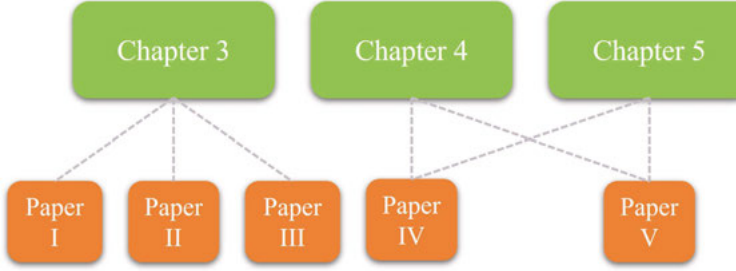 Chapter 3
Chapter 4
Chapter 5
Paper
I
Paper
II
Paper
III
Paper
IV
Paper
V